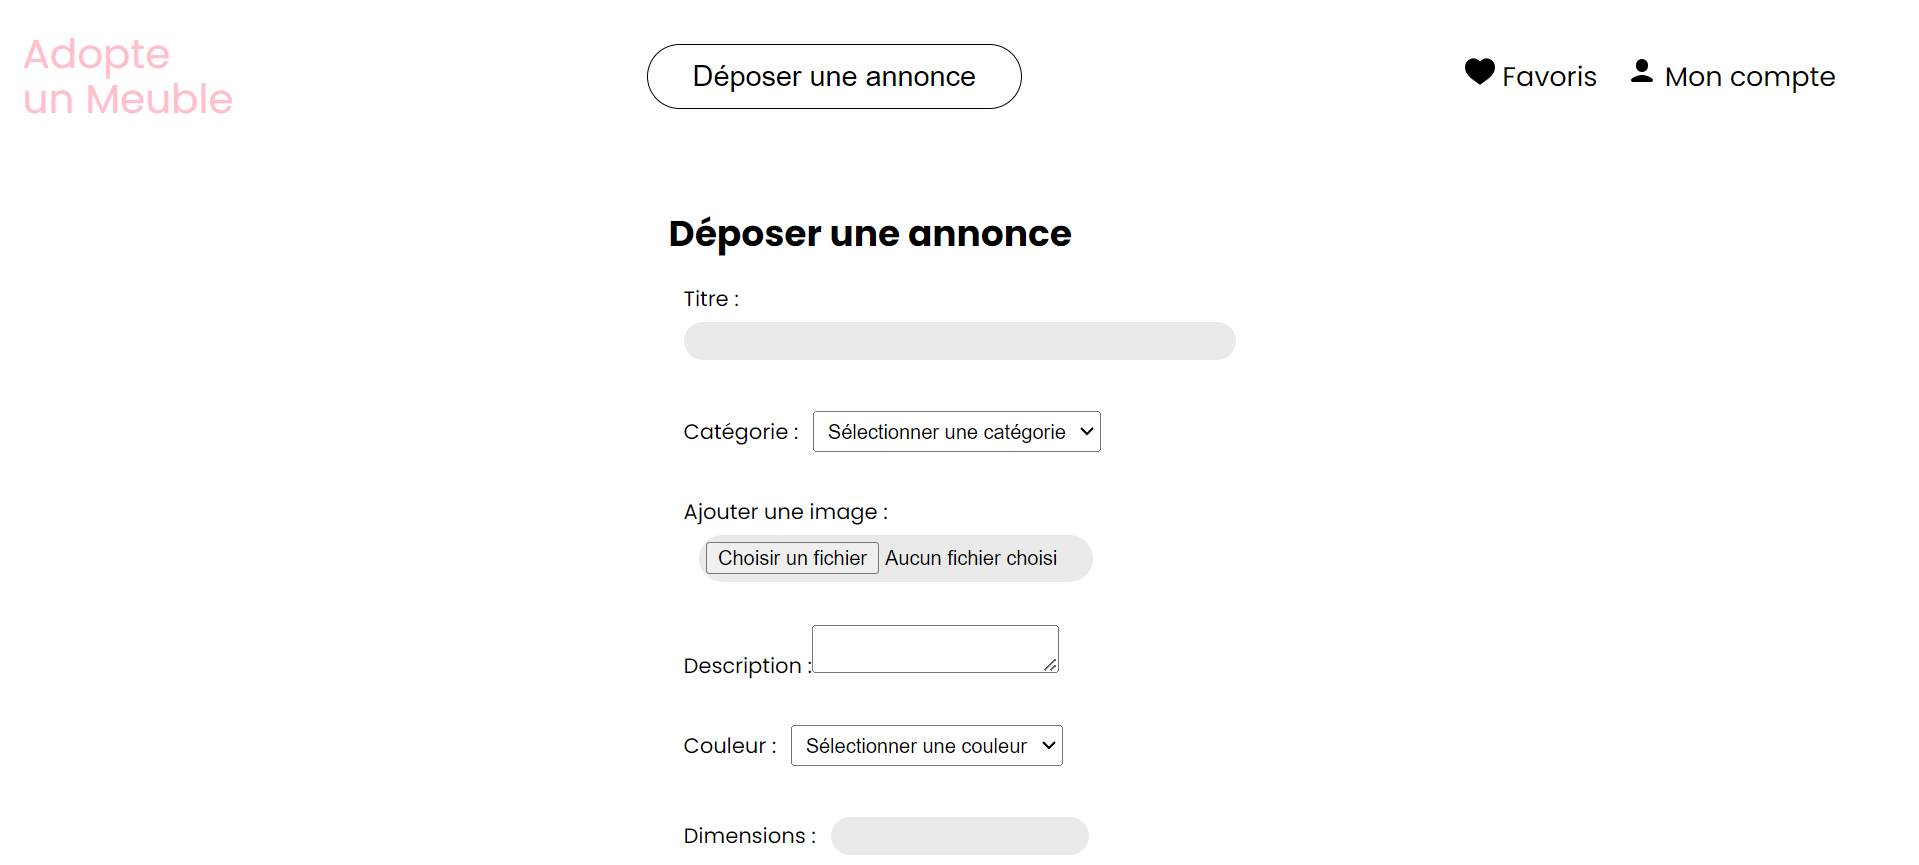 Adopte
un Meuble
Déposer une annonce
Favoris
Mon compte
Déposer une annonce
Titre :
Catégorie :
Sélectionner une catégorie
Ajouter une image :
Choisir un fichier
Aucun fichier choisi
Description :
Couleur :
Sélectionner une couleur
Dimensions :